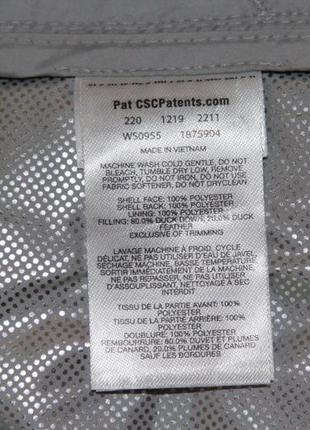 Pat CSCPatents.com
220 1219 2211
WS0955 1875904
MADE IN VIETNAM
MACHINE WASH COLD GENTLE, DO NOT
BLEACH, TUMBLE DRY LOW, REMOVE
PROMPTLY, DO NOT IRON, DO NOT USE
FABRIC SOFTENER, DO NOT DRYCLEAN
SHELL FACE: 100% POLYESTER
SHELL BACK: 100% POLYESTER
LINING: 100% POLYESTER
FILLING: 80.0% DUCK DOWN/ 20.0% DUCK
FEATHER
EXCLUSIVE OF TRIMMING
LAVAGE MACHINE À FROID, CYCLE
DÉLICAT, NE PAS UTILISER D'EAU DE JAVEL,
SÉCHAGE MACHINE, BASSE TEMPÉRATURE,
SORTIR IMMÉDIATEMENT DE LA MACHINE,
NE PAS REPASSER, NE PAS UTILISER
D'ASSOUPLISSANT, NETTOYAGE À SEC
INTERDIT
TISSU DE LA PARTIE AVANT: 100%
POLYESTER
TISSU DE LA PARTIE ARRIÈRE: 100%
POLYESTER
DOUBLURE: 100% POLYESTER
REMBOURRURE: 80.0% DUVET ET PLUMES
DE CANARD, 20.0% PLUMES DE CANARD
SAUF LES BORDURES